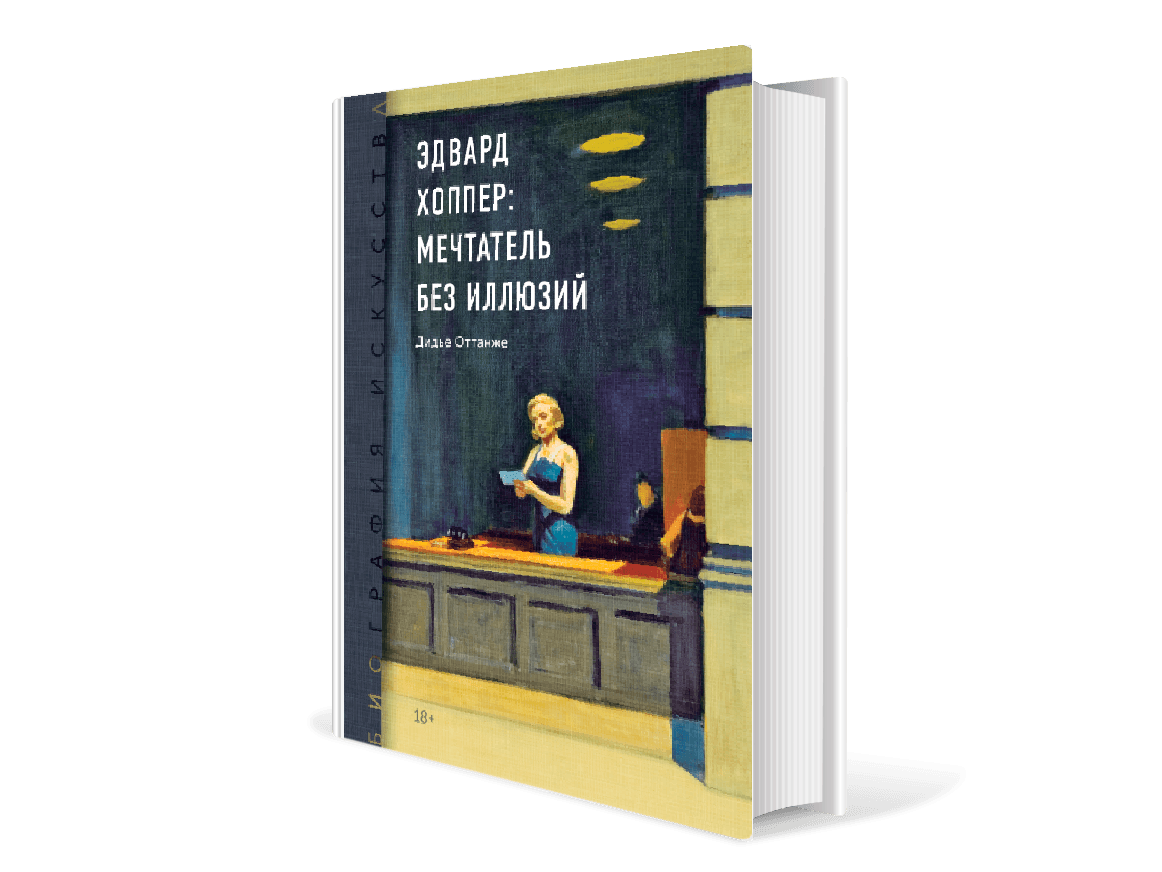 ЭДВАРД
ХОППЕР:
МЕЧТАТЕЛЬ
БЕЗ ИЛЛЮЗИЙ
Дидье Оттанже
БИОГРАФИЯ ИСКУССТВА
18+